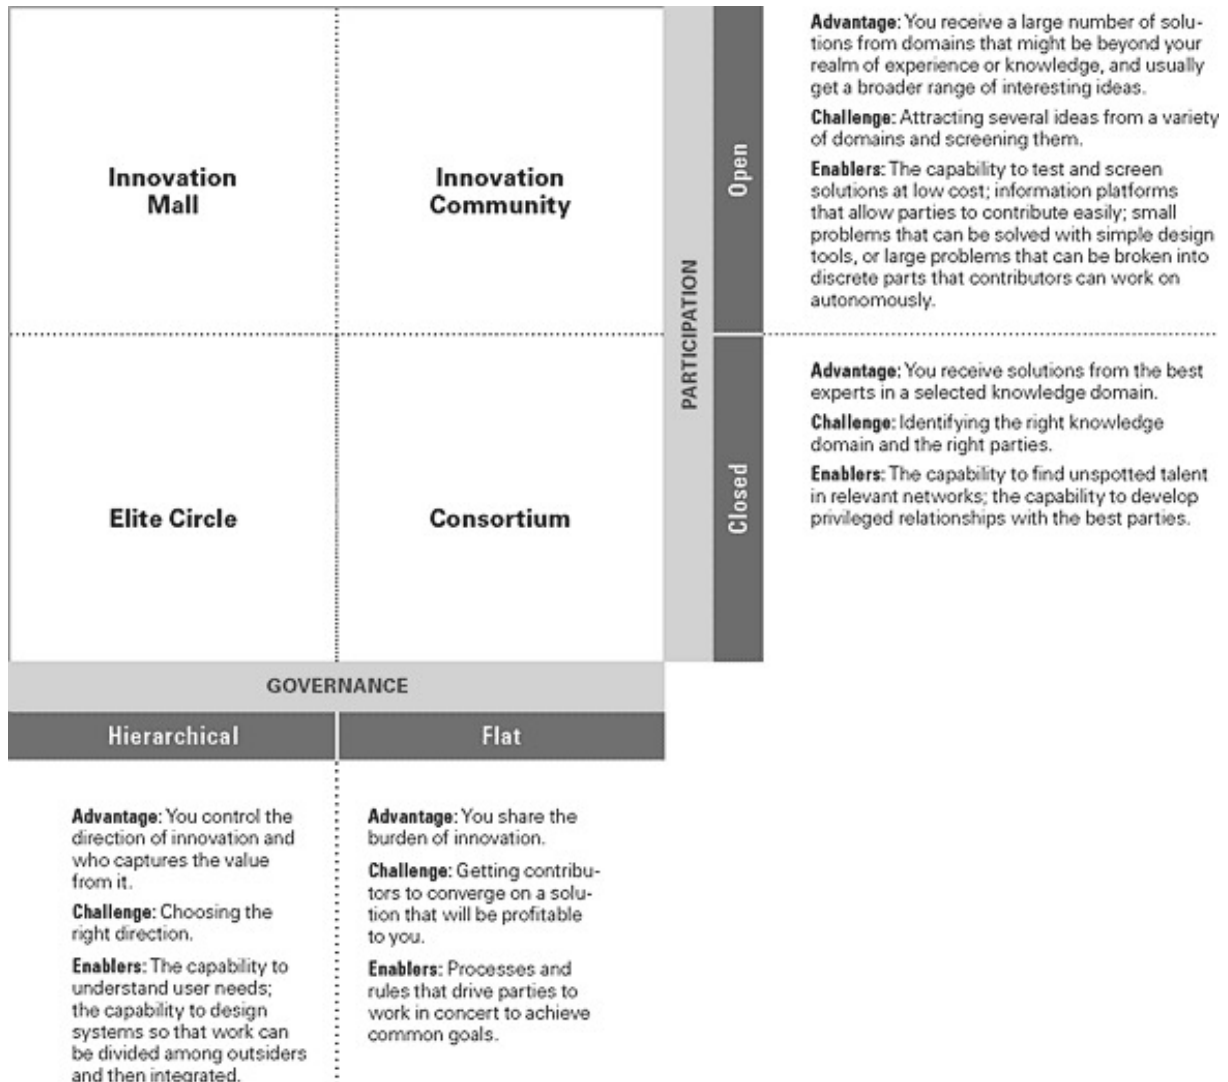 Innovation
Mall
Innovation
Community
Elite Circle
Consortium
PARTICIPATION
Open
Closed
Advantage: You receive a large number of solu-
tions from domains that might be beyond your
realm of experience or knowledge, and usually
get a broader range of interesting ideas.
Challenge: Attracting several ideas from a variety
of domains and screening them.
Enablers: The capability to test and screen
solutions at low cost; information platforms
that allow parties to contribute easily; small
problems that can be solved with simple design
tools, or large problems that can be broken into
discrete parts that contributors can work on
autonomously.
Advantage: You receive solutions from the best
experts in a selected knowledge domain.
Challenge: Identifying the right knowledge
domain and the right parties.
Enablers: The capability to find unspotted talent
in relevant networks; the capability to develop
privileged relationships with the best parties.
GOVERNANCE
Hierarchical
Flat
Advantage: You control the
direction of innovation and
who captures the value
from it.
Challenge: Choosing the
right direction.
Enablers: The capability to
understand user needs;
the capability to design
systems so that work can
be divided among outsiders
and then integrated.
Advantage: You share the
burden of innovation.
Challenge: Getting contribu-
tors to converge on a solu-
tion that will be profitable
to you.
Enablers: Processes and
rules that drive parties to
work in concert to achieve
common goals.